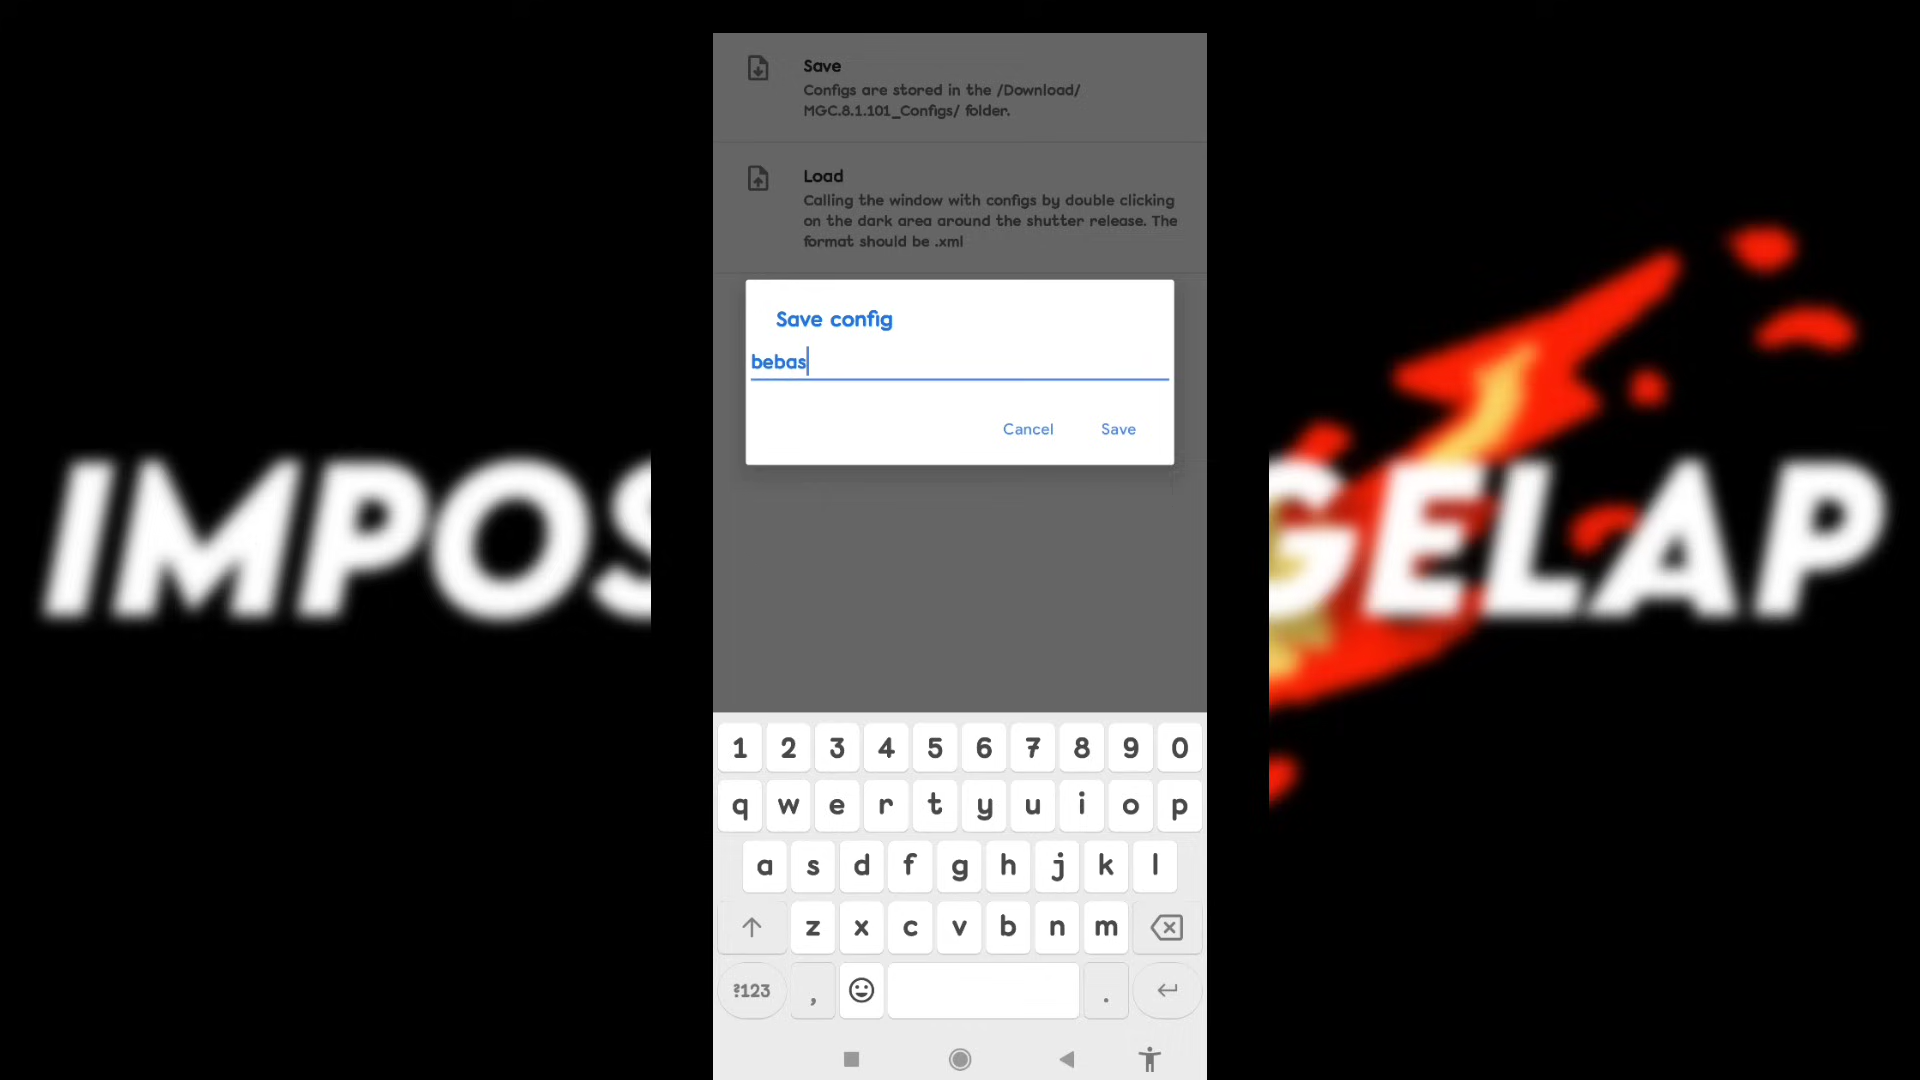 Save
Configs are stored in the /Download/
MGC.8.1.101_Configs/ folder.
Load
Calling the window with configs by double clicking
on the dark area around the shutter release. The
format should be .xml
Save config
bebas
Cancel Save
IMPOS GELAP
1 2 3 4 5 6 7 8 9 0
q w e r t y u i o p
a s d f g h j k l
z x c v b n m
?123 , .